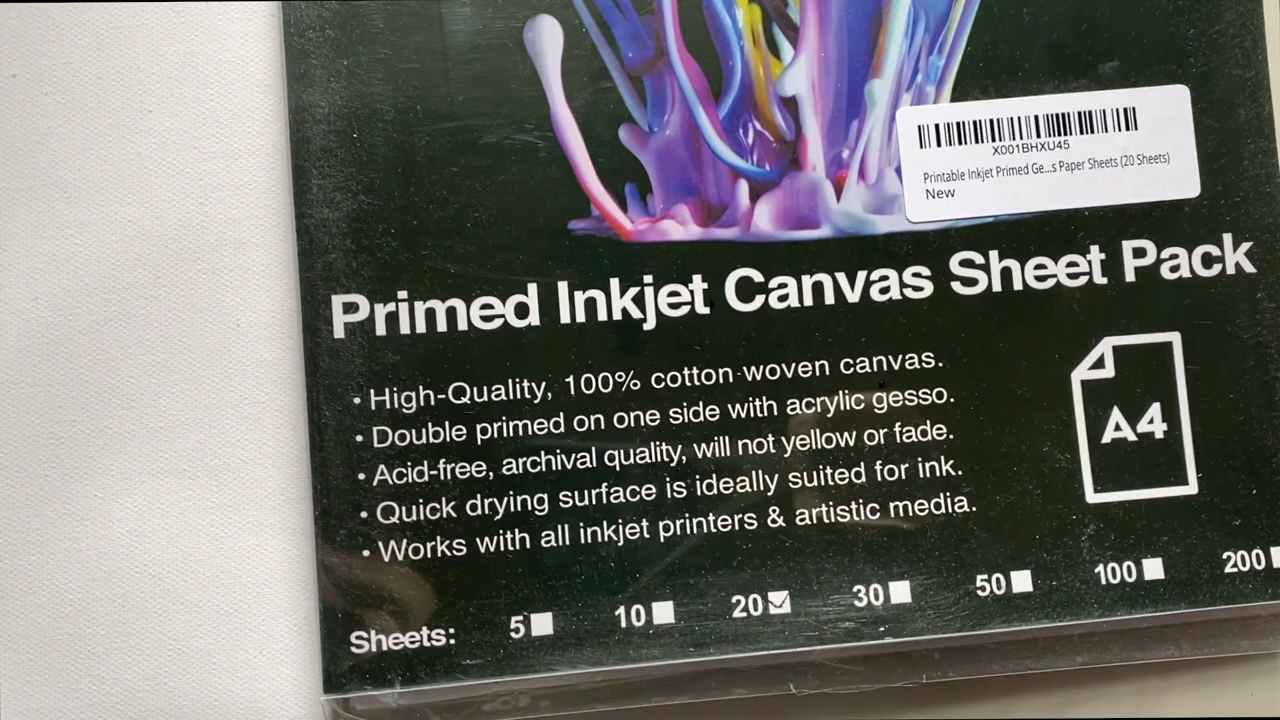 X001BHXU45
Printable Inkjet Primed Ge...s Paper Sheets (20 Sheets)
New
Primed Inkjet Canvas Sheet Pack
• High-Quality, 100% cotton woven canvas.
• Double primed on one side with acrylic gesso.
• Acid-free, archival quality, will not yellow or fade.
• Quick drying surface is ideally suited for ink.
• Works with all inkjet printers & artistic media.
A4
Sheets: 5 10 20 30 50 100 200